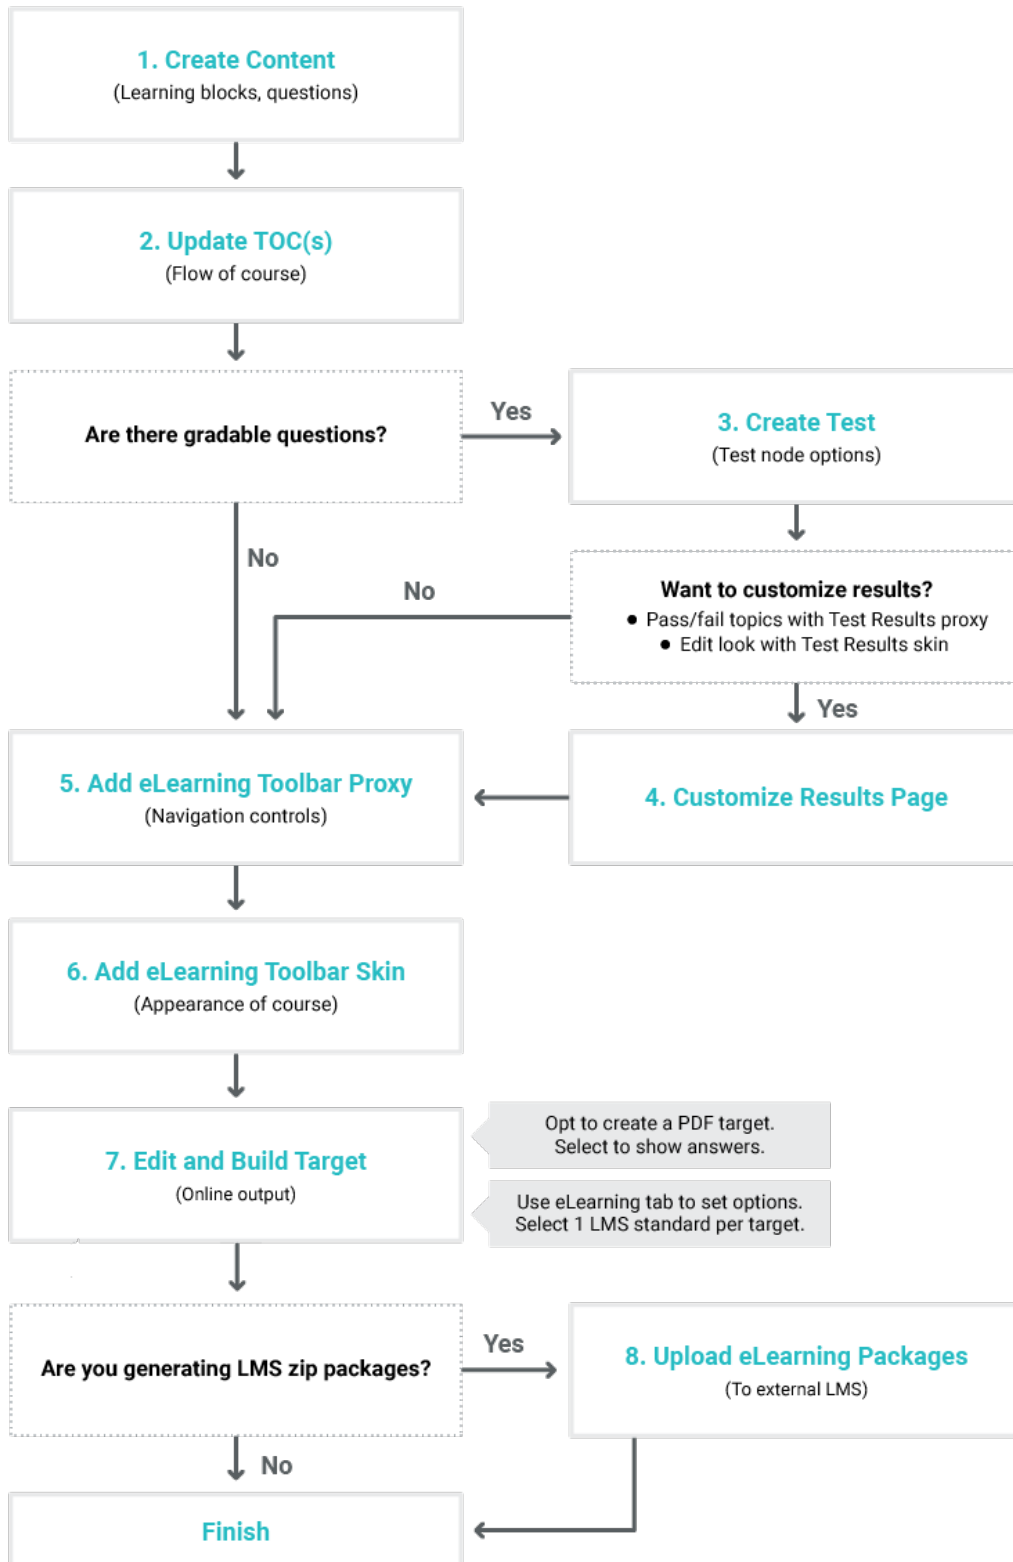 1. Create Content
(Learning blocks, questions)
2. Update TOC(s)
(Flow of course)
Are there gradable questions?
Yes
3. Create Test
(Test node options)
No
Want to customize results?
● Pass/fail topics with Test Results proxy
● Edit look with Test Results skin
No
Yes
5. Add eLearning Toolbar Proxy
(Navigation controls)
4. Customize Results Page
6. Add eLearning Toolbar Skin
(Appearance of course)
7. Edit and Build Target
(Online output)
Opt to create a PDF target.
Select to show answers.
Use eLearning tab to set options.
Select 1 LMS standard per target.
Are you generating LMS zip packages?
Yes
8. Upload eLearning Packages
(To external LMS)
No
Finish